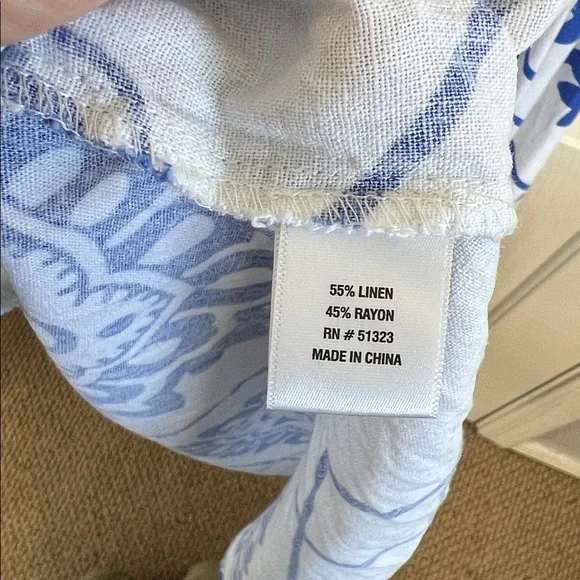 55% LINEN
45% RAYON
RN # 51323
MADE IN CHINA